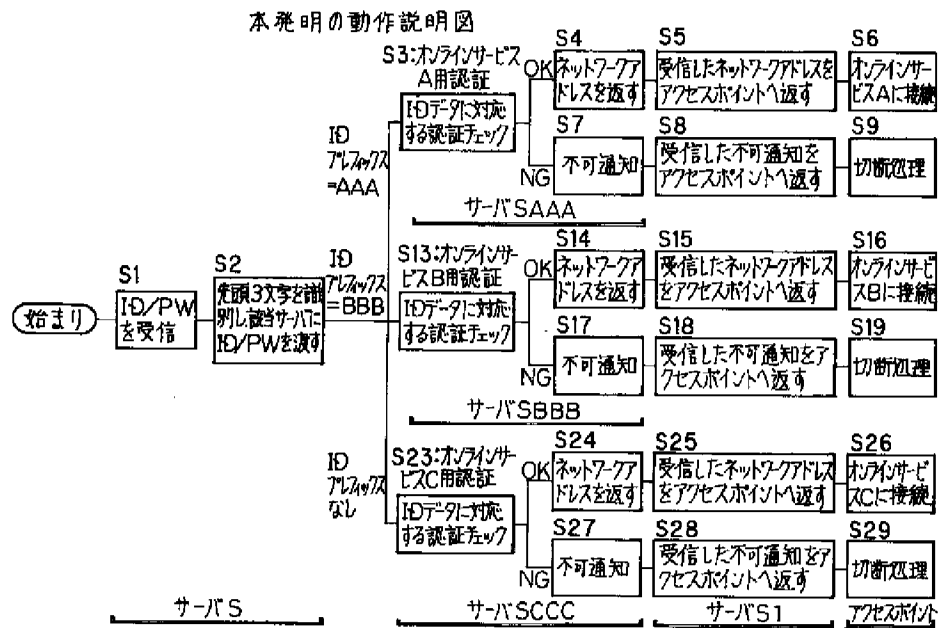 本発明の動作説明図
S3:オンラインサービス
A用認証
IDデータに対応
する認証チェック
OK
NG
S4
ネットワークア
ドレスを返す
S5
受信したネットワークアドレスを
アクセスポイントへ返す
S6
オンラインサー
ビスAに接続
S7
不可通知
S8
受信した不可通知を
アクセスポイントへ返す
S9
切断処理
サーバSAAA
ID
プレフィックス
=AAA
始まり
S1
ID/PW
を受信
S2
先頭3文字を識
別し、該当サーバに
ID/PWを渡す
ID
プレフィックス
=BBB
S13:オンラインサー
ビスB用認証
IDデータに対応
する認証チェック
OK
NG
S14
ネットワークア
ドレスを返す
S15
受信したネットワークアドレス
をアクセスポイントへ返す
S16
オンラインサービ
スBに接続
S17
不可通知
S18
受信した不可通知をア
クセスポイントへ返す
S19
切断処理
サーバSBBB
ID
プレフィックス
なし
S23:オンラインサー
ビスC用認証
IDデータに対応
する認証チェック
OK
NG
S24
ネットワークア
ドレスを返す
S25
受信したネットワークアドレス
をアクセスポイントへ返す
S26
オンラインサービ
スCに接続
S27
不可通知
S28
受信した不可通知をア
クセスポイントへ返す
S29
切断処理
サーバS
サーバSCCC
サーバS1
アクセスポイント